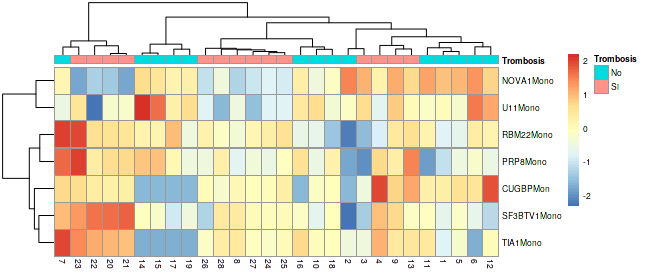 Trombosis
NOVA1Mono
U11Mono
RBM22Mono
PRP8Mono
CUGBPMon
SF3BTV1Mono
TIA1Mono
7 23 22 20 21 14 15 17 19 26 28 8 27 24 25 16 10 18 2 3 4 9 13 11 1 5 6 12
2
1
0
-1
-2
Trombosis
No
SI